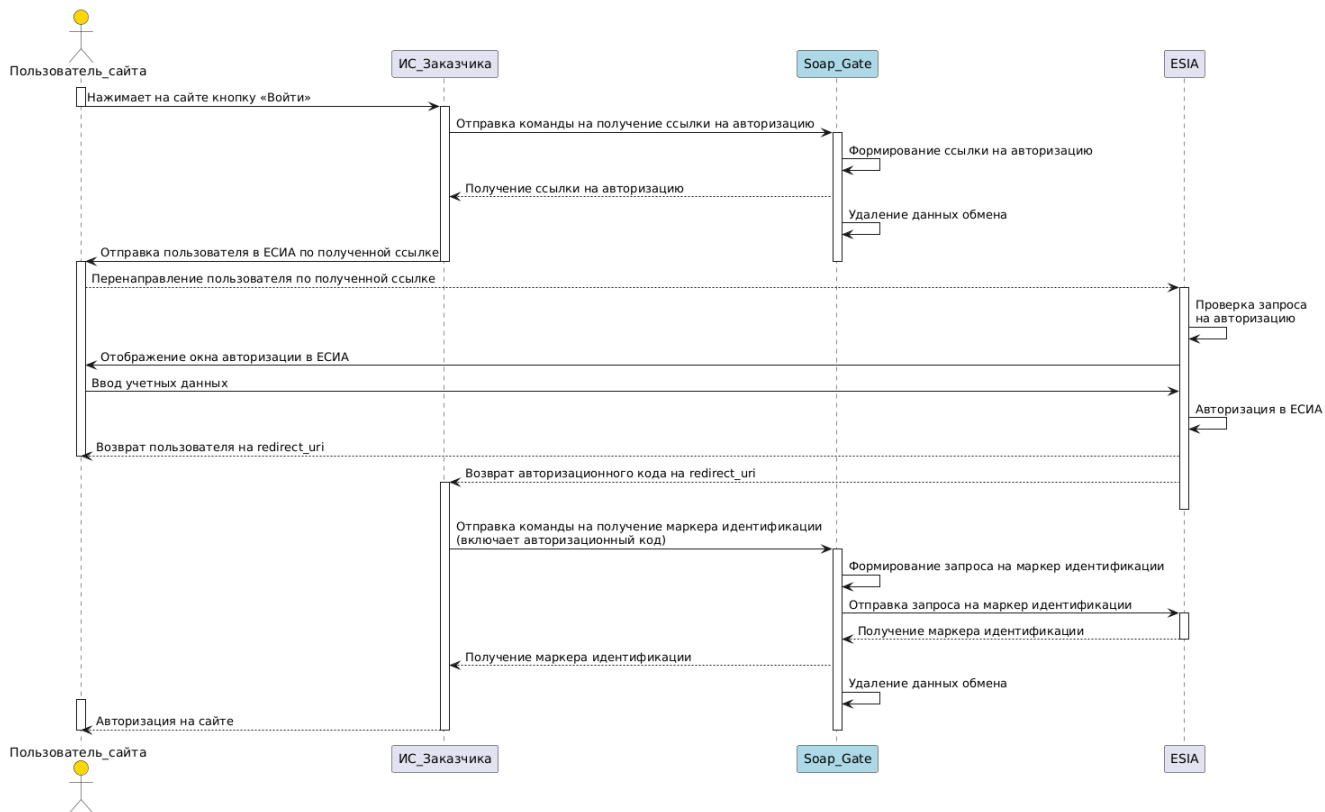 Пользователь_сайта
ИС_Заказчика
Soap_Gate
ESIA
Нажимает на сайте кнопку «Войти»
Отправка команды на получение ссылки на авторизацию
Формирование ссылки на авторизацию
Получение ссылки на авторизацию
Удаление данных обмена
Отправка пользователя в ЕСИА по полученной ссылке
Перенаправление пользователя по полученной ссылке
Проверка запроса
на авторизацию
Отображение окна авторизации в ЕСИА
Ввод учетных данных
Авторизация в ЕСИА
Возврат пользователя на redirect_uri
Возврат авторизационного кода на redirect_uri
Отправка команды на получение маркера идентификации
(включает авторизационный код)
Формирование запроса на маркер идентификации
Отправка запроса на маркер идентификации
Получение маркера идентификации
Получение маркера идентификации
Удаление данных обмена
Авторизация на сайте
Пользователь_сайта
ИС_Заказчика
Soap_Gate
ESIA